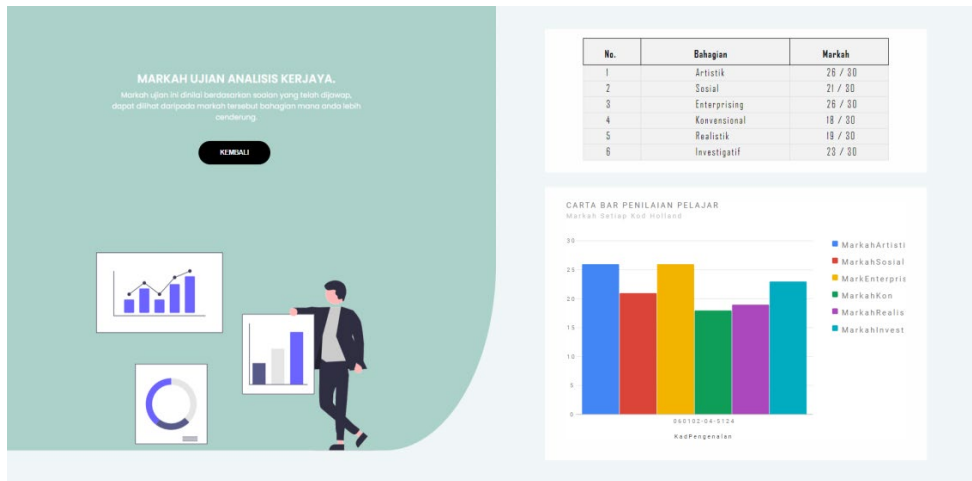 MARKAH UJIAN ANALISIS KERJAYA.
Markah ujian ini dinilai berdasarkan soalan yang telah dijawap,
dapat dilihat daripada markah tersebut bahagian mana anda lebih
cenderung.
KEMBALI
No. Bahagian Markah
1 Artistik 26 / 30
2 Sosial 21 / 30
3 Enterprising 26 / 30
4 Konvensional 18 / 30
5 Realistik 19 / 30
6 Investigatif 23 / 30
CARTA BAR PENILAIAN PELAJAR
Markah Setiap Kod Holland
30
25
20
15
10
5
0
060102-04-5124
KadPengenalan
MarkahArtisti
MarkahSosial
MarkEnterpris
MarkahKon
MarkahRealis
MarkahInvest